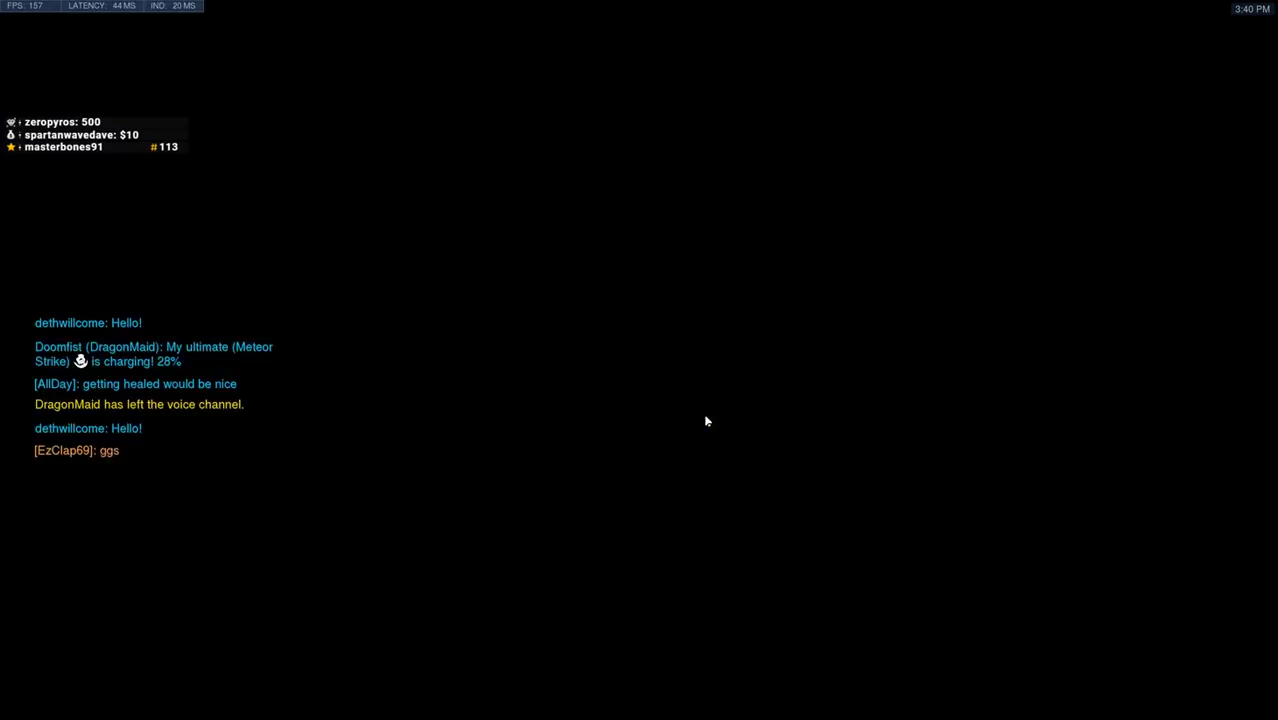 FPS: 157 LATENCY: 44 MS IND: 20 MS
3:40 PM
zeropyros: 500
spartanwavedave: $10
masterbones91 #113
dethwillcome: Hello!
Doomfist (DragonMaid): My ultimate (Meteor
Strike) is charging! 28%
[AllDay]: getting healed would be nice
DragonMaid has left the voice channel.
dethwillcome: Hello!
[EzClap69]: ggs